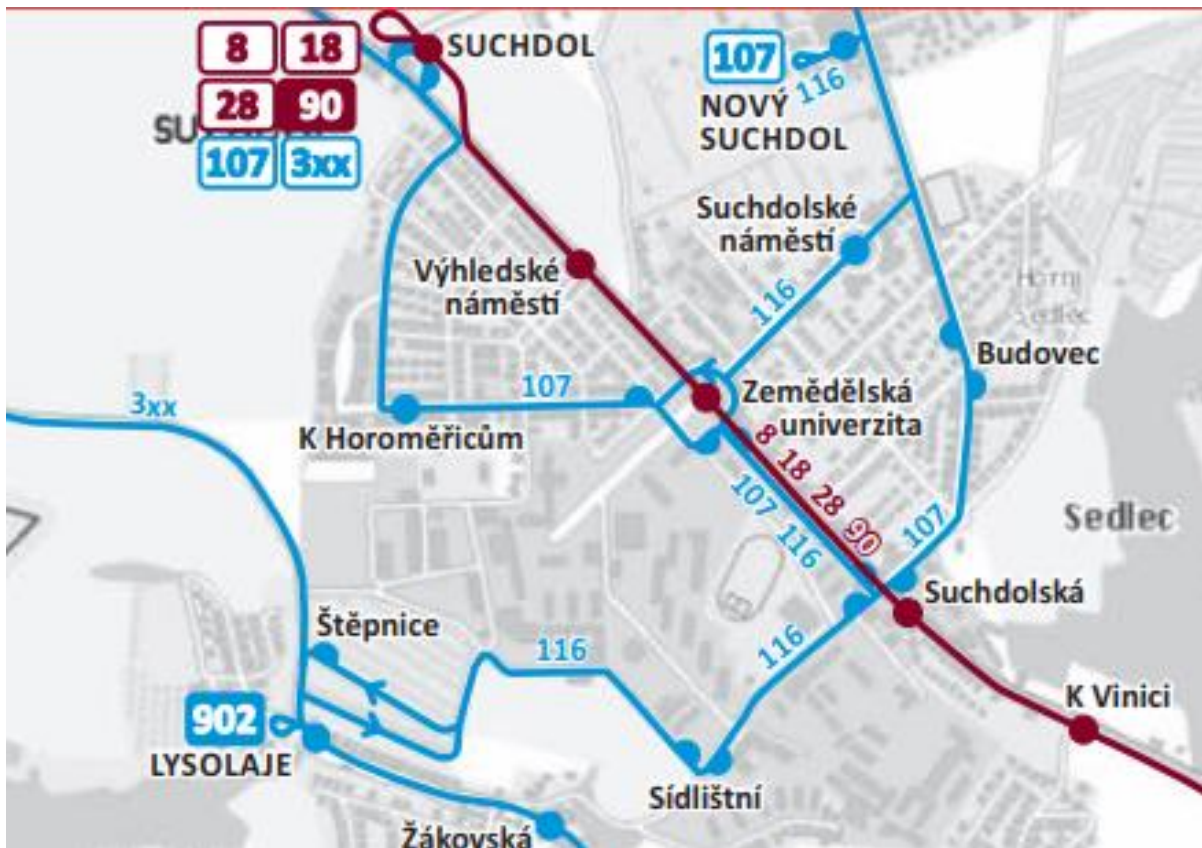 8 18
28 90
107 3xx
SUCHDOL
107
116
NOVÝ
SUCHDOL
Suchdolské
náměstí
Výhledské
náměstí
116
Horní
Sedlec
Budovec
3xx
107
Zemědělská
univerzita
K Horoměřicům
8 18 28 90
107 116
107
Sedlec
Suchdolská
Štěpnice
116
116
K Vinici
902
LYSOLAJE
Sídlištní
Žákovská